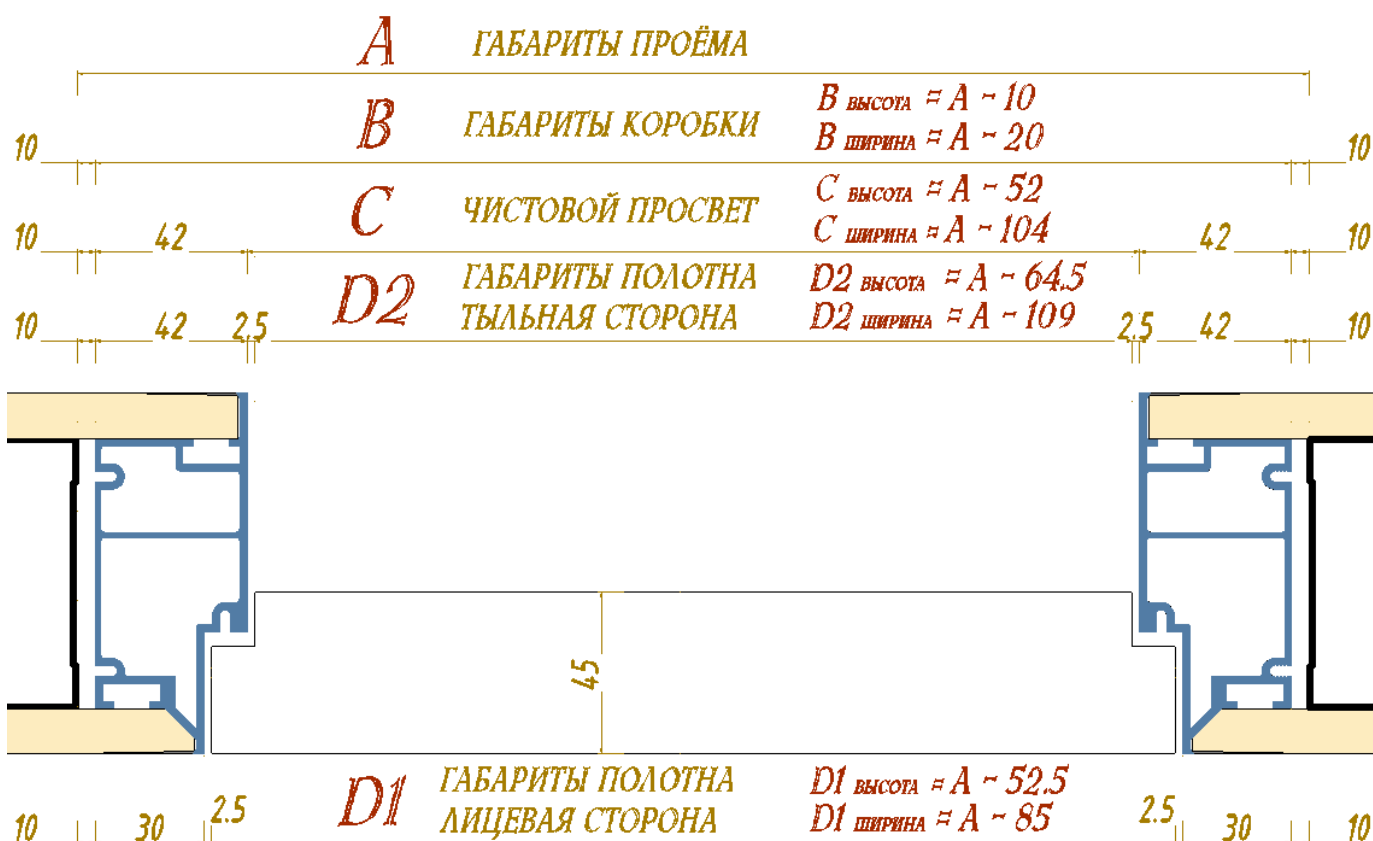 A ГАБАРИТЫ ПРОЁМА
B ГАБАРИТЫ КОРОБКИ
B ВЫСОТА = A - 10
B ШИРИНА = A - 20
10 10
C ЧИСТОВОЙ ПРОСВЕТ
C ВЫСОТА = A - 52
C ШИРИНА = A - 104
10 42 42 10
D2 ГАБАРИТЫ ПОЛОТНА
ТЫЛЬНАЯ СТОРОНА
D2 ВЫСОТА = A - 64.5
D2 ШИРИНА = A - 109
10 42 2,5 2,5 42 10
45
D1 ГАБАРИТЫ ПОЛОТНА
ЛИЦЕВАЯ СТОРОНА
D1 ВЫСОТА = A - 52.5
D1 ШИРИНА = A - 85
10 30 2.5 2.5 30 10